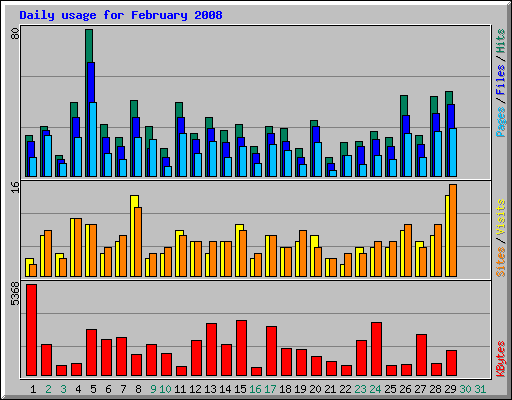 Daily usage for February 2008
80
Pages / Files / Hits
16
Sites / Visits
5368
KBytes
1 2 3 4 5 6 7 8 9 10 11 12 13 14 15 16 17 18 19 20 21 22 23 24 25 26 27 28 29 30 31